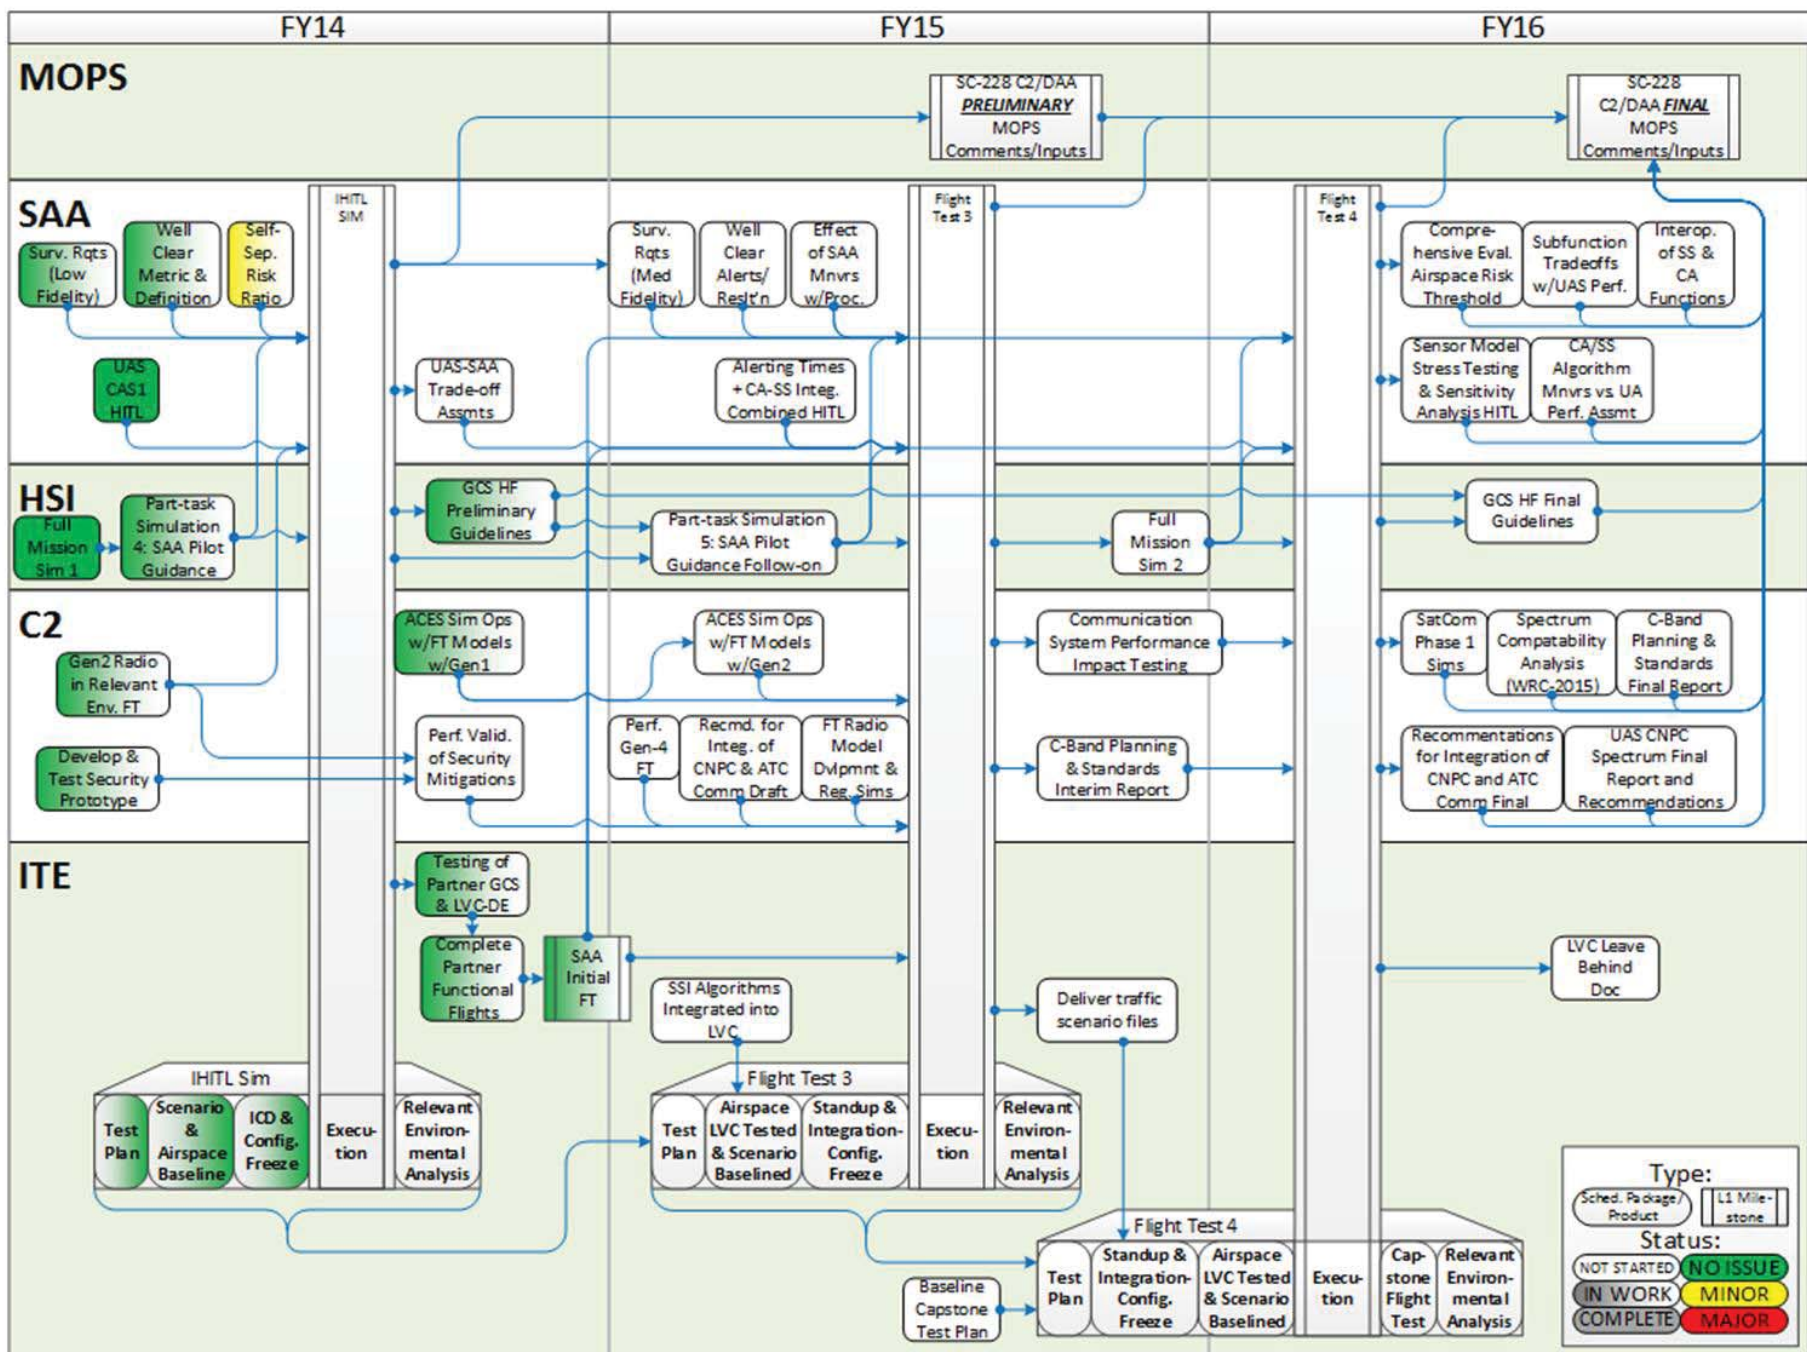 FY14
FY15
FY16
MOPS
SC-228 C2/DAA
PRELIMINARY
MOPS
Comments/Inputs
SC-228
C2/DAA FINAL
MOPS
Comments/Inputs
SAA
IHITL
SIM
Flight
Test 3
Flight
Test 4
Surv. Rqts
(Low
Fidelity)
Well
Clear
Metric &
Definition
Self-
Sep.
Risk
Ratio
Surv.
Rqts
(Med
Fidelity)
Well
Clear
Alerts/
Reslt'n
Effect
of SAA
Mnvrs
w/Proc.
Compre-
hensive Eval.
Airspace Risk
Threshold
Subfunction
Tradeoffs
w/UAS Perf.
Interop.
of SS &
CA
Functions
UAS
CAS1
HITL
UAS-SAA
Trade-off
Assmts
Alerting Times
+ CA-SS Integ.
Combined HITL
Sensor Model
Stress Testing
& Sensitivity
Analysis HITL
CA/SS
Algorithm
Mnvrs vs. UA
Perf. Assmt
HSI
Full
Mission
Sim 1
Part-task
Simulation
4: SAA Pilot
Guidance
GCS HF
Preliminary
Guidelines
Part-task Simulation
5: SAA Pilot
Guidance Follow-on
Full
Mission
Sim 2
GCS HF Final
Guidelines
C2
Gen2 Radio
in Relevant
Env. FT
Develop &
Test Security
Prototype
ACES Sim Ops
w/FT Models
w/Gen1
ACES Sim Ops
w/FT Models
w/Gen2
Communication
System Performance
Impact Testing
SatCom
Phase 1
Sims
Spectrum
Compatability
Analysis
(WRC-2015)
C-Band
Planning &
Standards
Final Report
Perf. Valid.
of Security
Mitigations
Perf.
Gen-4
FT
Recmd. for
Integ. of
CNPC & ATC
Comm Draft
FT Radio
Model
Dvlpmnt &
Reg. Sims
C-Band Planning
& Standards
Interim Report
Recommentations
for Integration of
CNPC and ATC
Comm Final
UAS CNPC
Spectrum Final
Report and
Recommendations
ITE
Testing of
Partner GCS
& LVC-DE
Complete
Partner
Functional
Flights
SAA
Initial
FT
SSI Algorithms
Integrated into
LVC
Deliver traffic
scenario files
LVC Leave
Behind
Doc
IHITL Sim
Test
Plan
Scenario
&
Airspace
Baseline
ICD &
Config.
Freeze
Execu-
tion
Relevant
Environ-
mental
Analysis
Flight Test 3
Test
Plan
Airspace
LVC Tested
& Scenario
Baselined
Standup &
Integration-
Config.
Freeze
Execu-
tion
Relevant
Environ-
mental
Analysis
Flight Test 4
Baseline
Capstone
Test Plan
Test
Plan
Standup &
Integration-
Config.
Freeze
Airspace
LVC Tested
& Scenario
Baselined
Execu-
tion
Cap-
stone
Flight
Test
Relevant
Environ-
mental
Analysis
Type:
Sched. Package/
Product
L1 Mile-
stone
Status:
NOT STARTED
NO ISSUE
IN WORK
MINOR
COMPLETE
MAJOR